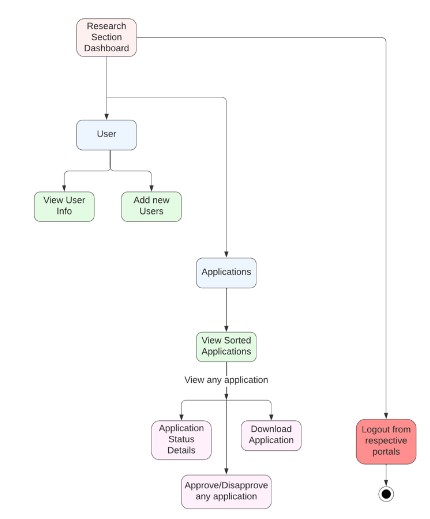 Research
Section
Dashboard
User
View User
Info
Add new
Users
Applications
View Sorted
Applications
View any application
Application
Status
Details
Download
Application
Logout from
respective
portals
Approve/Disapprove
any application